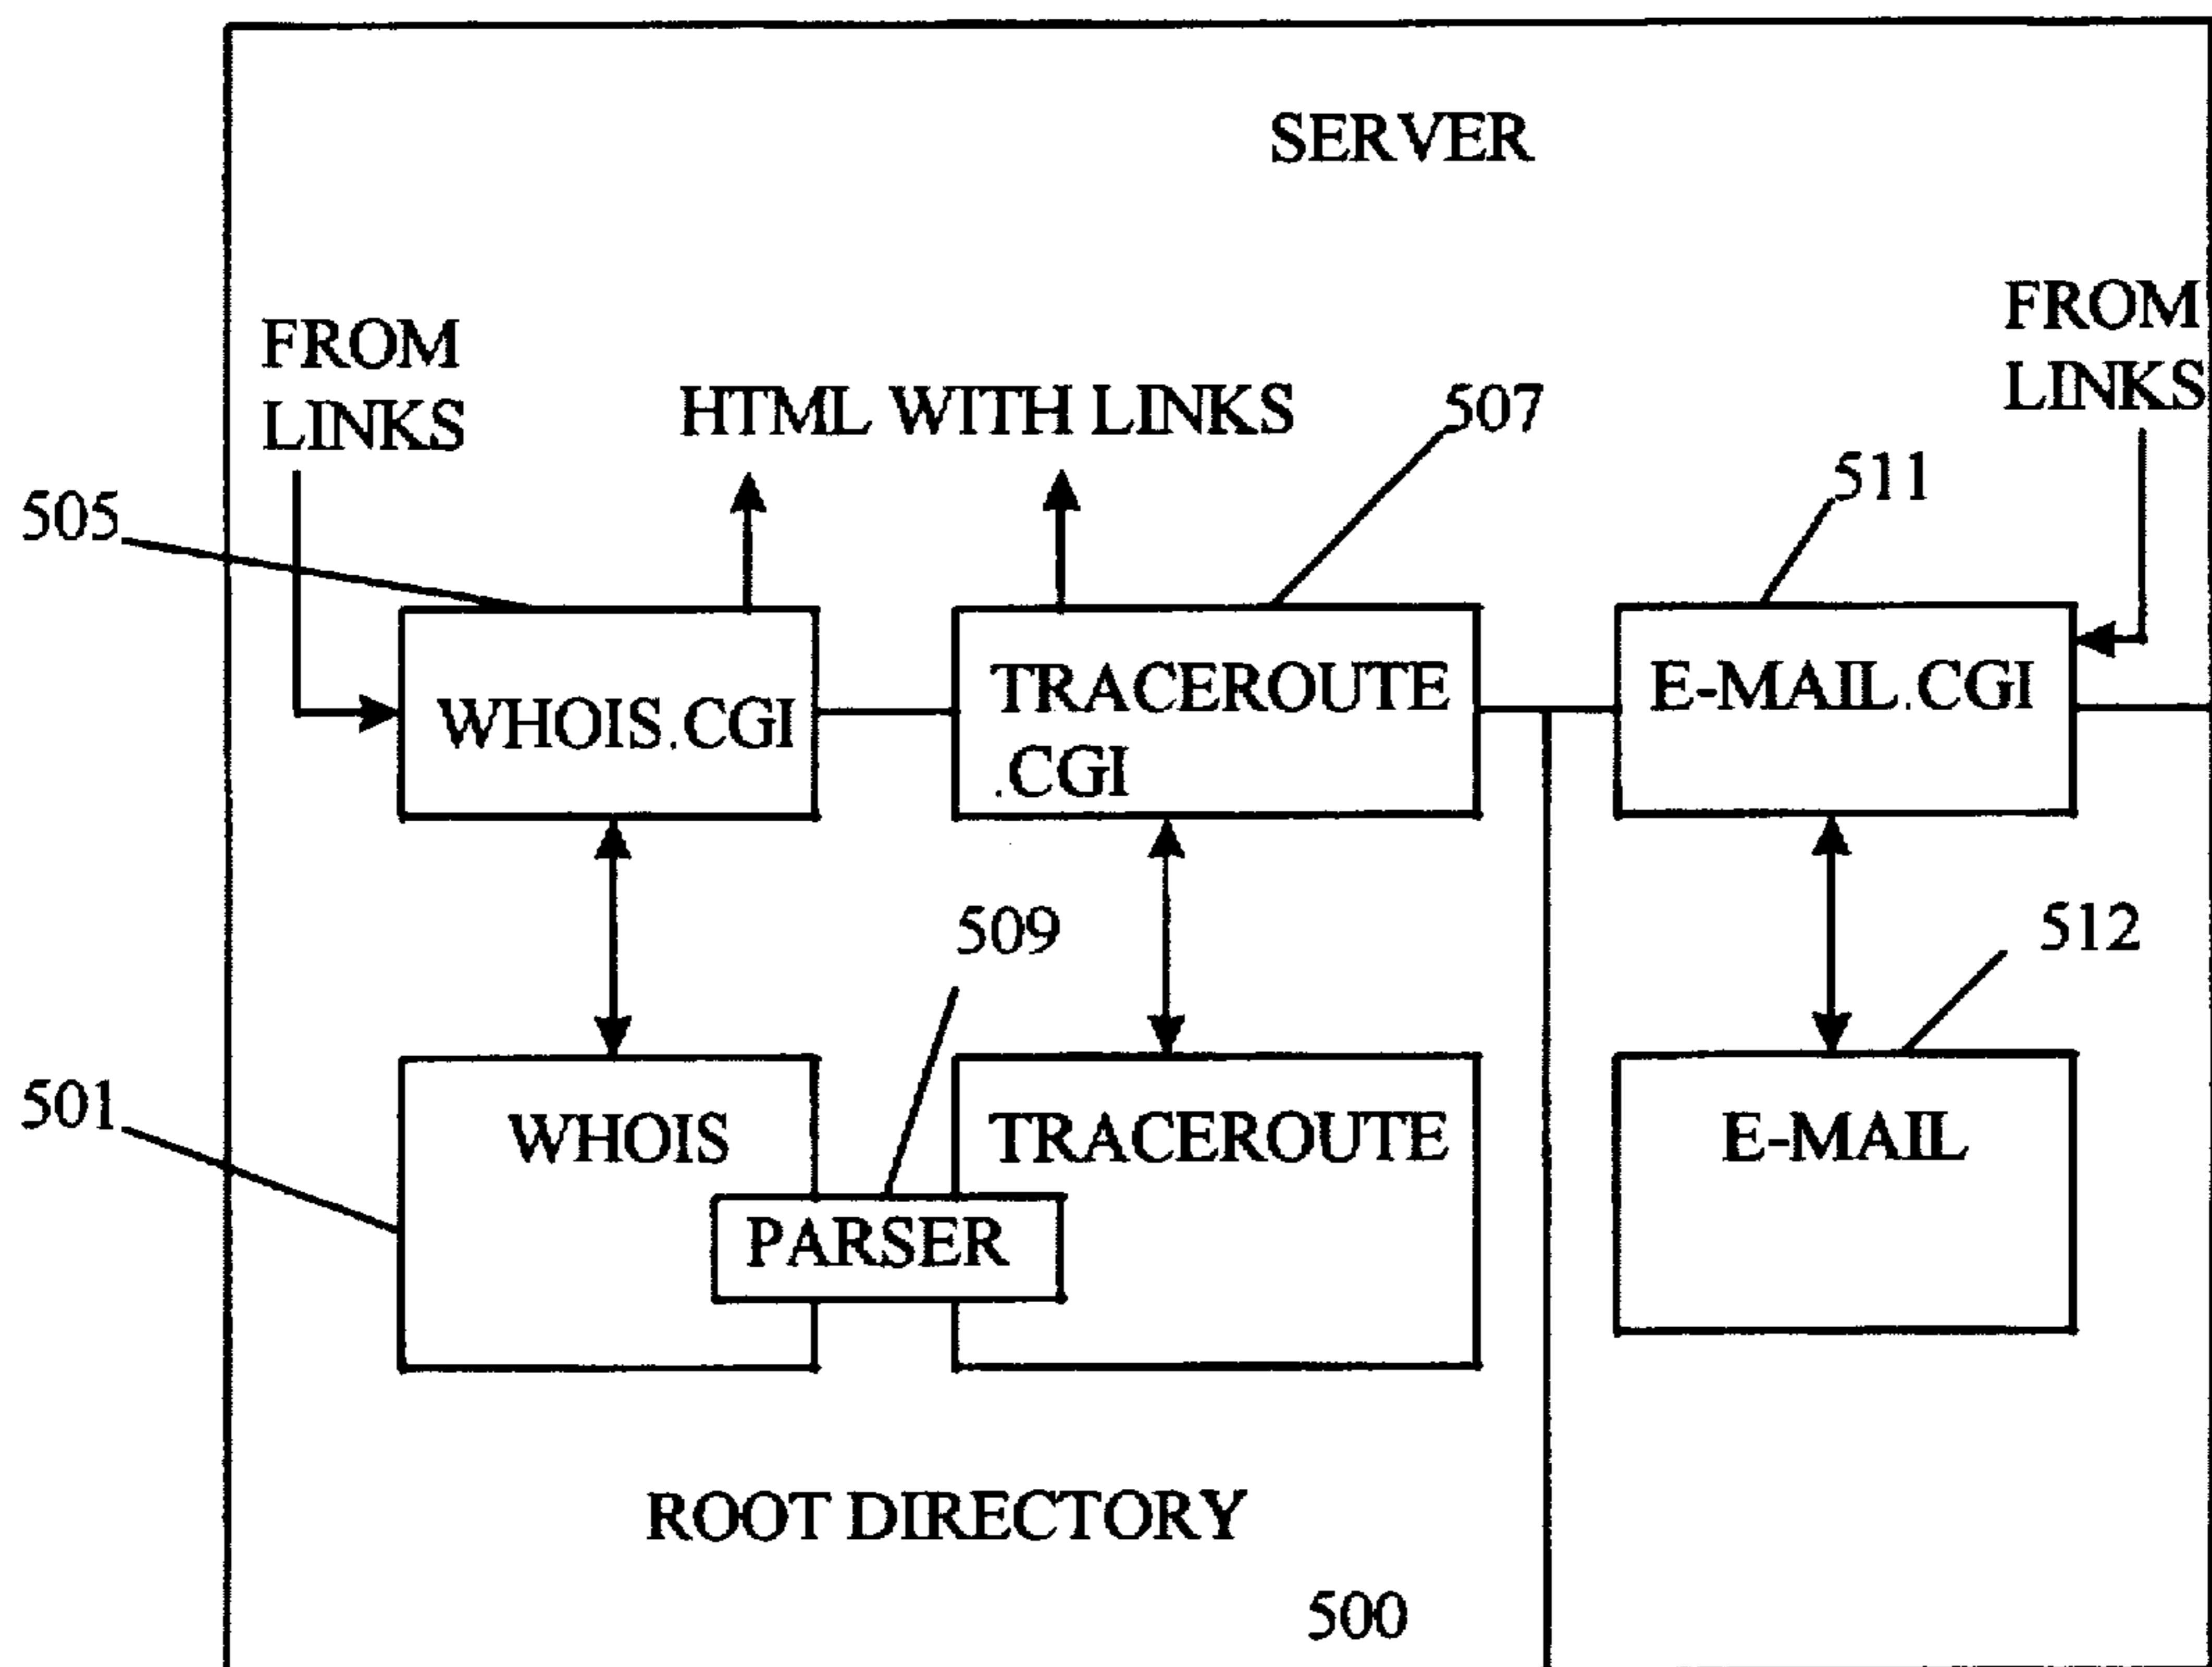 SERVER
FROM
LINKS
FROM
LINKS
HTML WITH LINKS
507
511
505
WHOIS.CGI
TRACEROUTE
.CGI
E-MAIL.CGI
509
512
501
WHOIS
TRACEROUTE
E-MAIL
PARSER
ROOT DIRECTORY
500